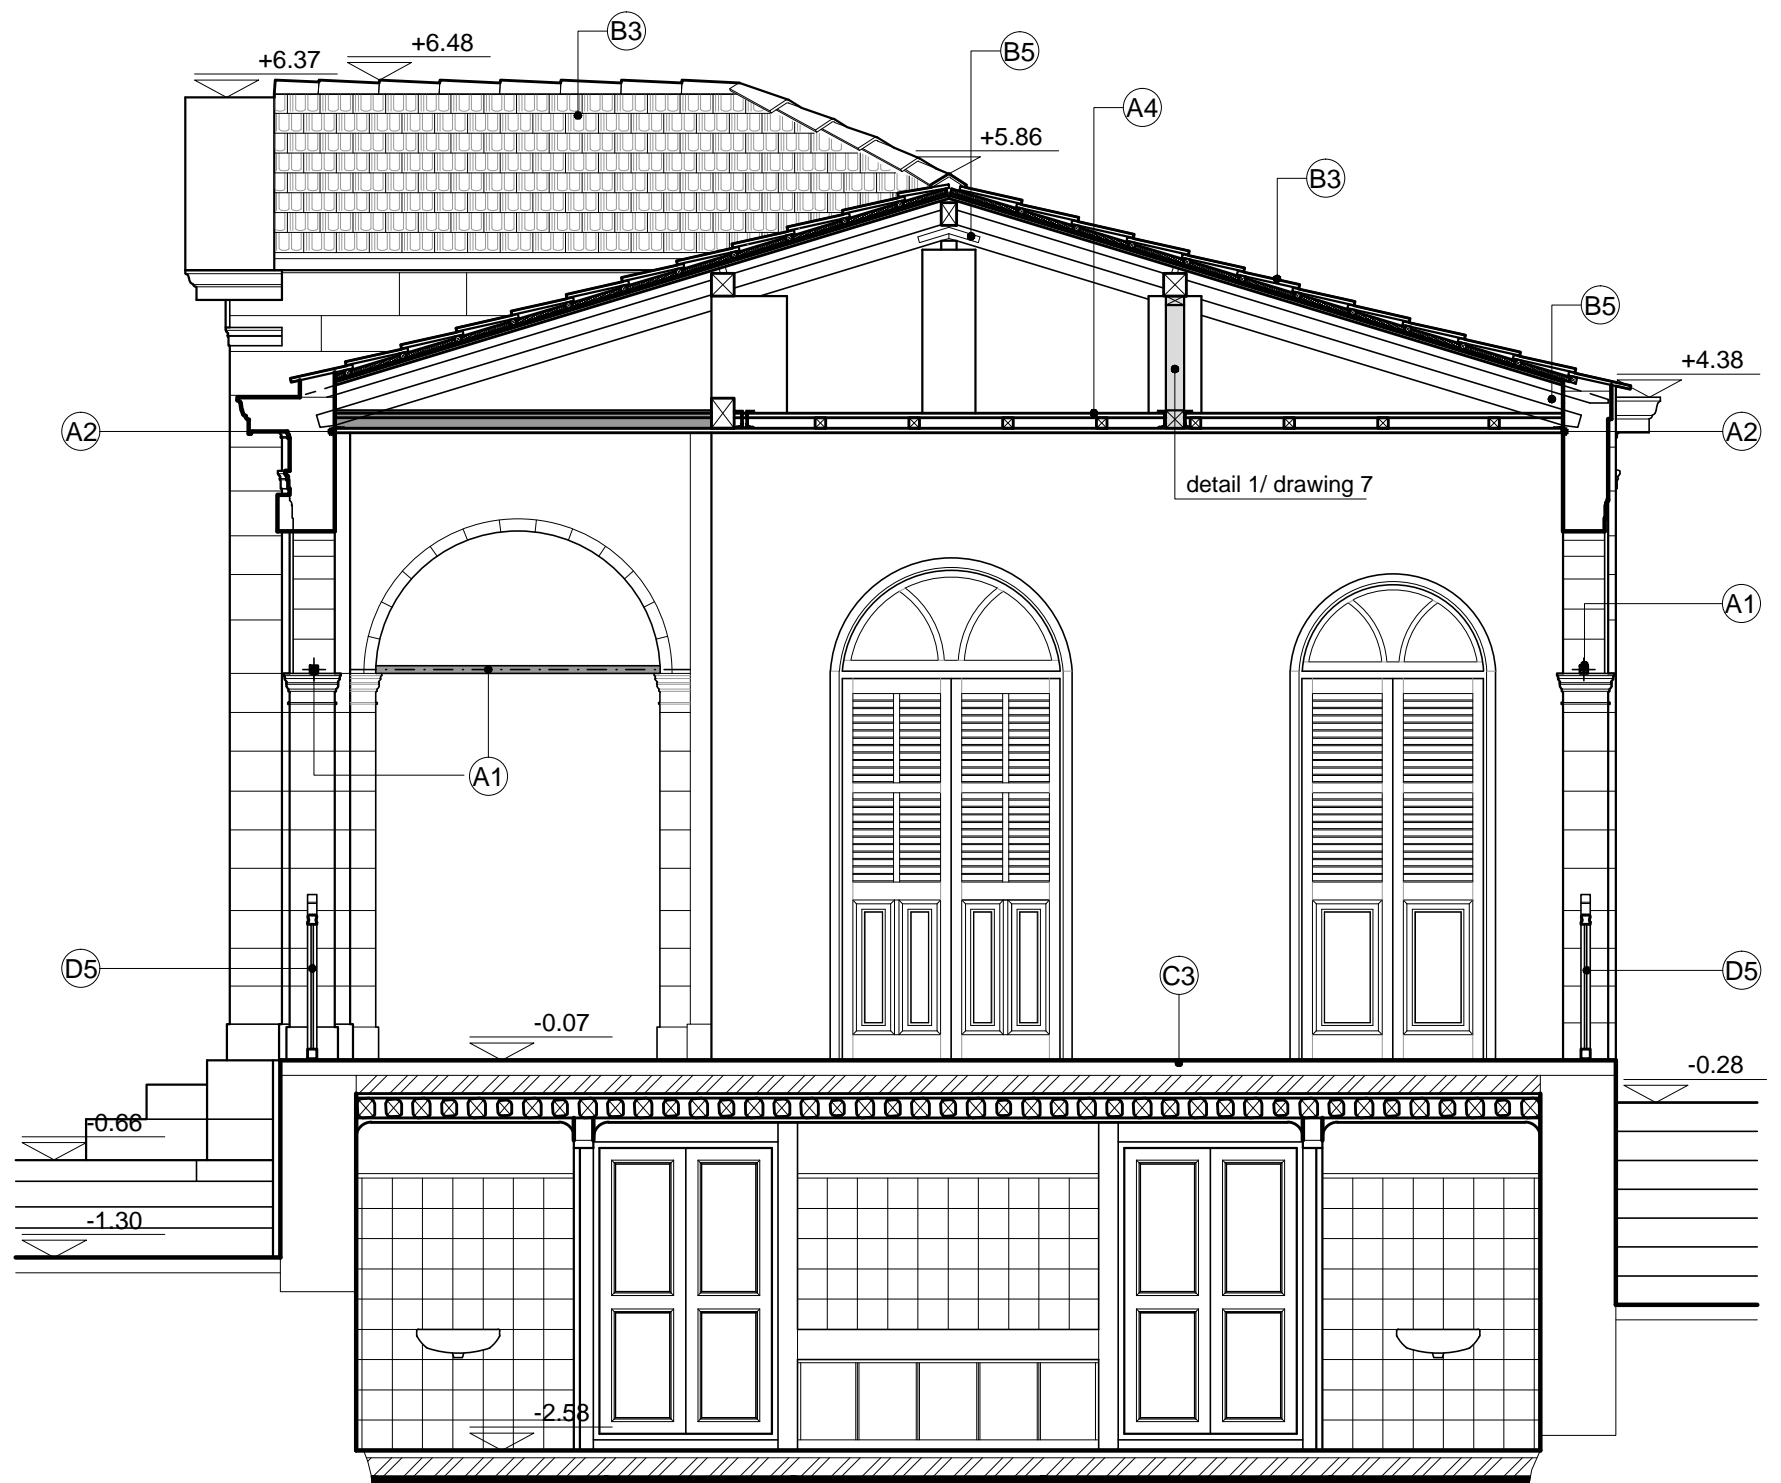 B3
+6.48
B5
+6.37
A4
+5.86
B3
B5
+4.38
A2
A2
detail 1/ drawing 7
A1
A1
D5
D5
C3
-0.07
-0.28
-0.66
-1.30
-2.58